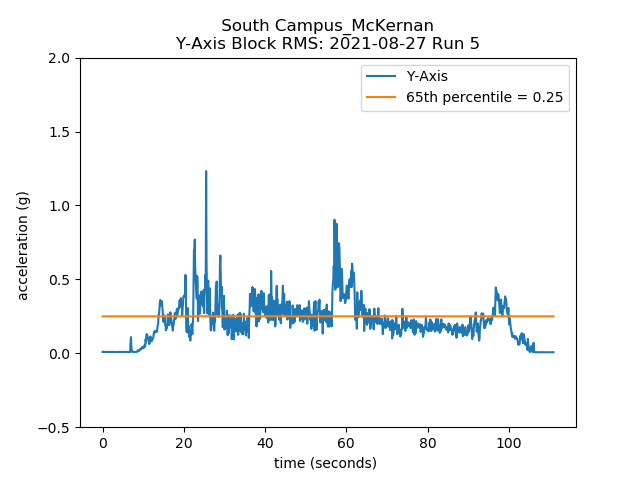 South Campus_McKernan
Y-Axis Block RMS: 2021-08-27 Run 5
Y-Axis
65th percentile = 0.25
2.0
1.5
1.0
0.5
0.0
−0.5
acceleration (g)
0 20 40 60 80 100
time (seconds)